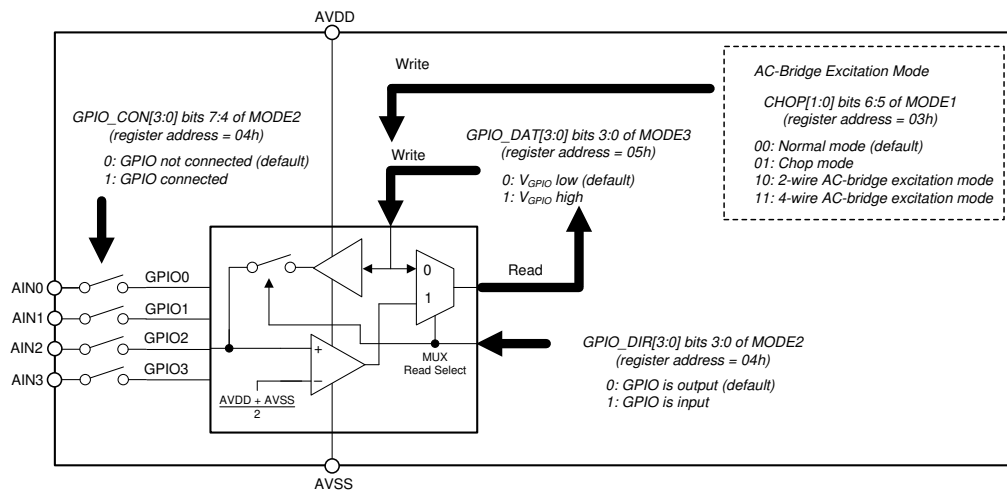 AVDD
Write
AC-Bridge Excitation Mode
CHOP[1:0] bits 6:5 of MODE1
(register address = 03h)
00: Normal mode (default)
01: Chop mode
10: 2-wire AC-bridge excitation mode
11: 4-wire AC-bridge excitation mode
GPIO_CON[3:0] bits 7:4 of MODE2
(register address = 04h)
0: GPIO not connected (default)
1: GPIO connected
GPIO_DAT[3:0] bits 3:0 of MODE3
(register address = 05h)
0: VGPIO low (default)
1: VGPIO high
Write
0
1
Read
MUX
Read Select
AIN0
GPIO0
AIN1
GPIO1
AIN2
GPIO2
AIN3
GPIO3
+
–
AVDD + AVSS
2
GPIO_DIR[3:0] bits 3:0 of MODE2
(register address = 04h)
0: GPIO is output (default)
1: GPIO is input
AVSS